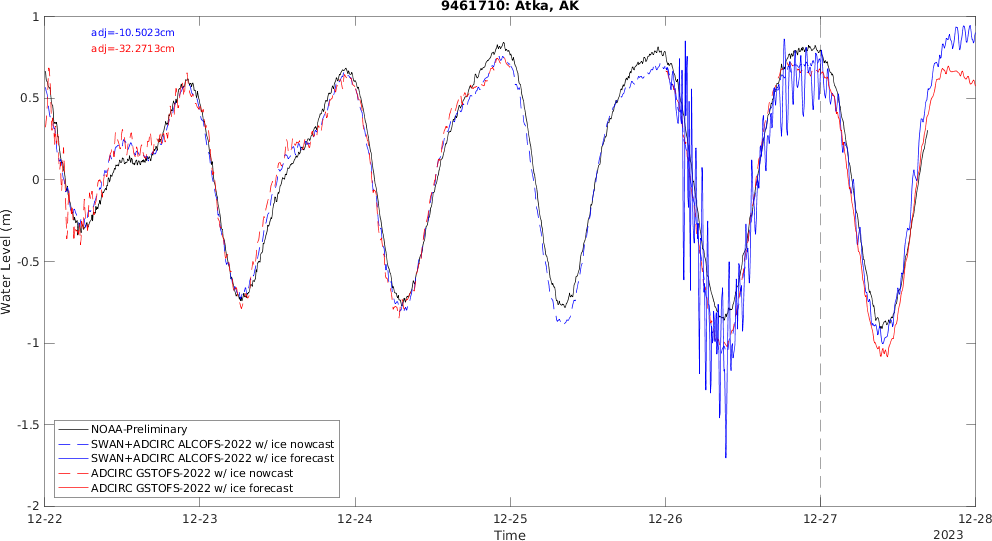 9461710: Atka, AK
adj=-10.5023cm
adj=-32.2713cm
Water Level (m)
1
0.5
0
-0.5
-1
-1.5
-2
NOAA-Preliminary
SWAN+ADCIRC ALCOFS-2022 w/ ice nowcast
SWAN+ADCIRC ALCOFS-2022 w/ ice forecast
ADCIRC GSTOFS-2022 w/ ice nowcast
ADCIRC GSTOFS-2022 w/ ice forecast
12-22 12-23 12-24 12-25 12-26 12-27 12-28
Time
2023